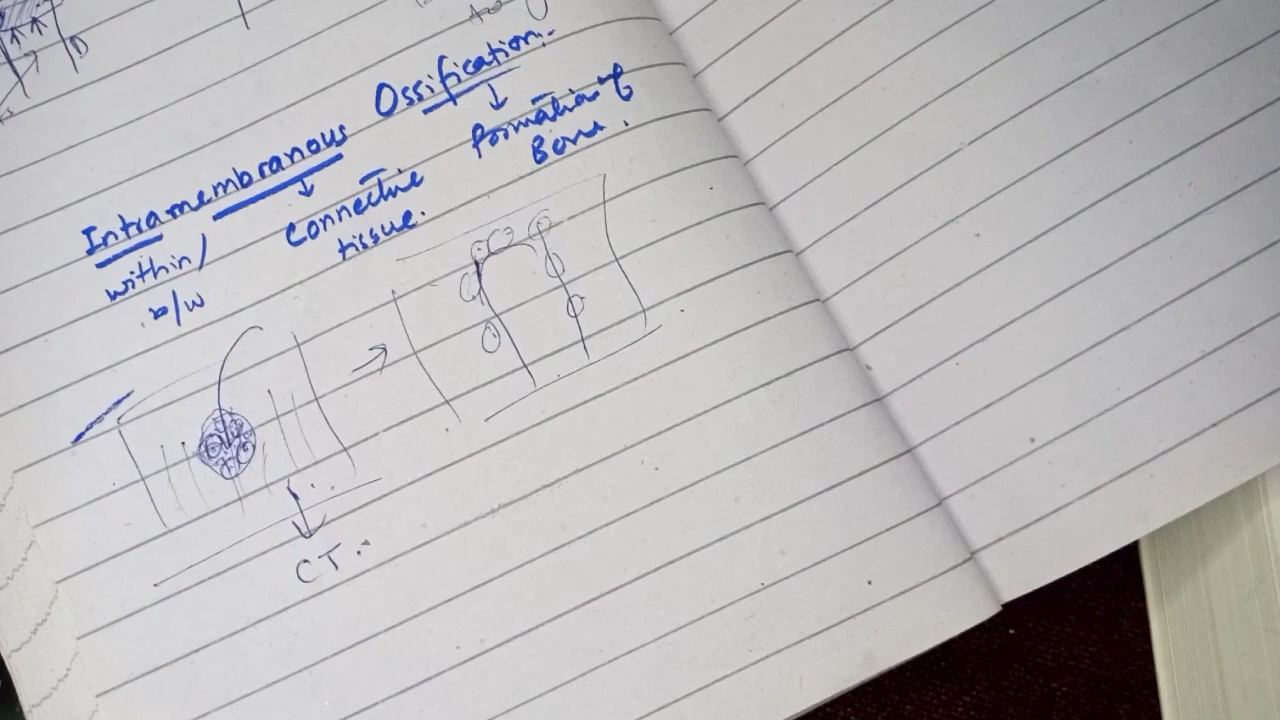 Intramembranous Ossification:-
↓
↓
within/
b/w
Connective
tissue.
Formation of
Bone.
→
↓
CT.
D